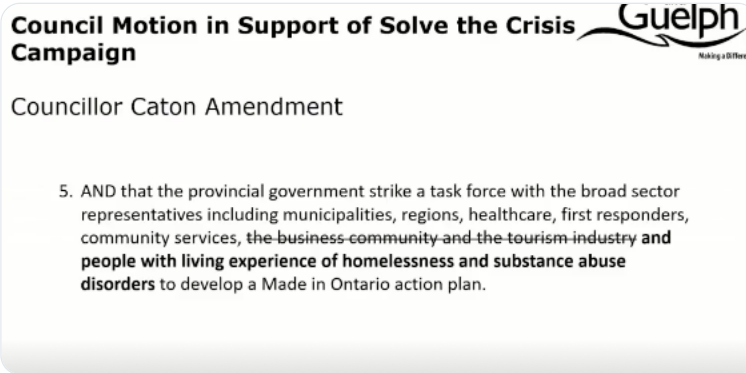 Council Motion in Support of Solve the Crisis
Campaign
Guelph
Making a Differe
Councillor Caton Amendment
5. AND that the provincial government strike a task force with the broad sector
representatives including municipalities, regions, healthcare, first responders,
community services, the business community and the tourism industry and
people with living experience of homelessness and substance abuse
disorders to develop a Made in Ontario action plan.